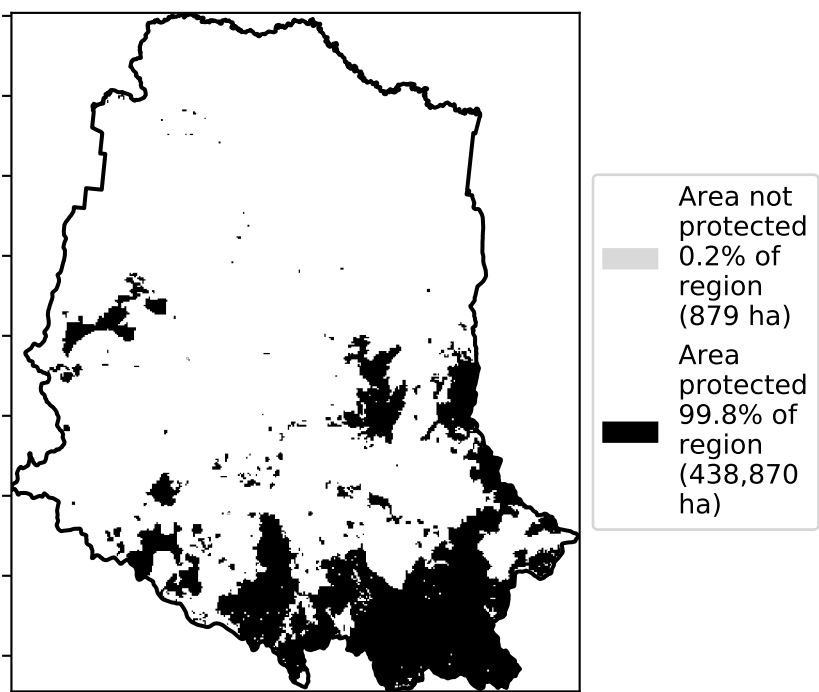 Area not
protected
0.2% of
region
(879 ha)
Area
protected
99.8% of
region
(438,870
ha)